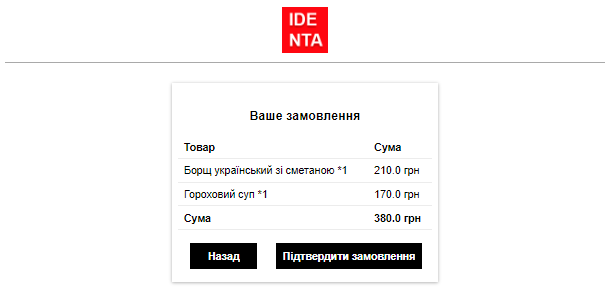 IDE
NTA
Ваше замовлення
Товар Сума
Борщ український зі сметаною *1 210.0 грн
Гороховий суп *1 170.0 грн
Сума 380.0 грн
Назад Підтвердити замовлення